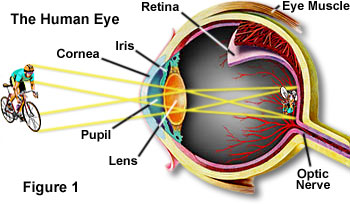 The Human Eye
Retina
Eye Muscle
Iris
Cornea
Pupil
Lens
Optic
Nerve
Figure 1